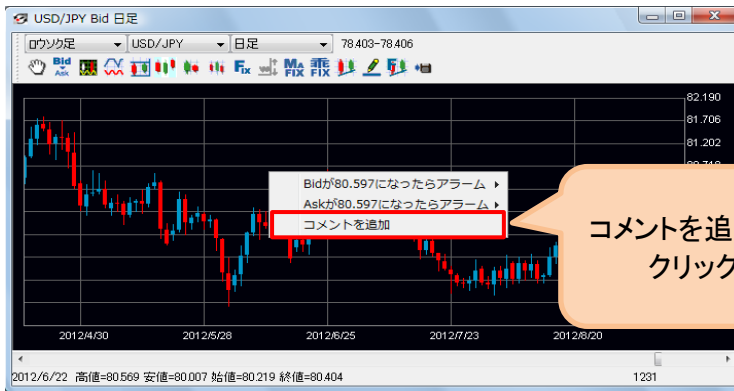 USD/JPY Bid 日足
ロウソク足 USD/JPY 日足 78.403-78.406
Bid Ask Fix MA FIX 乖離 FIX
82.190
81.706
81.202
Bidが80.597になったらアラーム
Askが80.597になったらアラーム
コメントを追加
コメントを追
クリック
2012/4/30 2012/5/28 2012/6/25 2012/7/23 2012/8/20
2012/6/22 高値=80.569 安値=80.007 始値=80.219 終値=80.404 1231